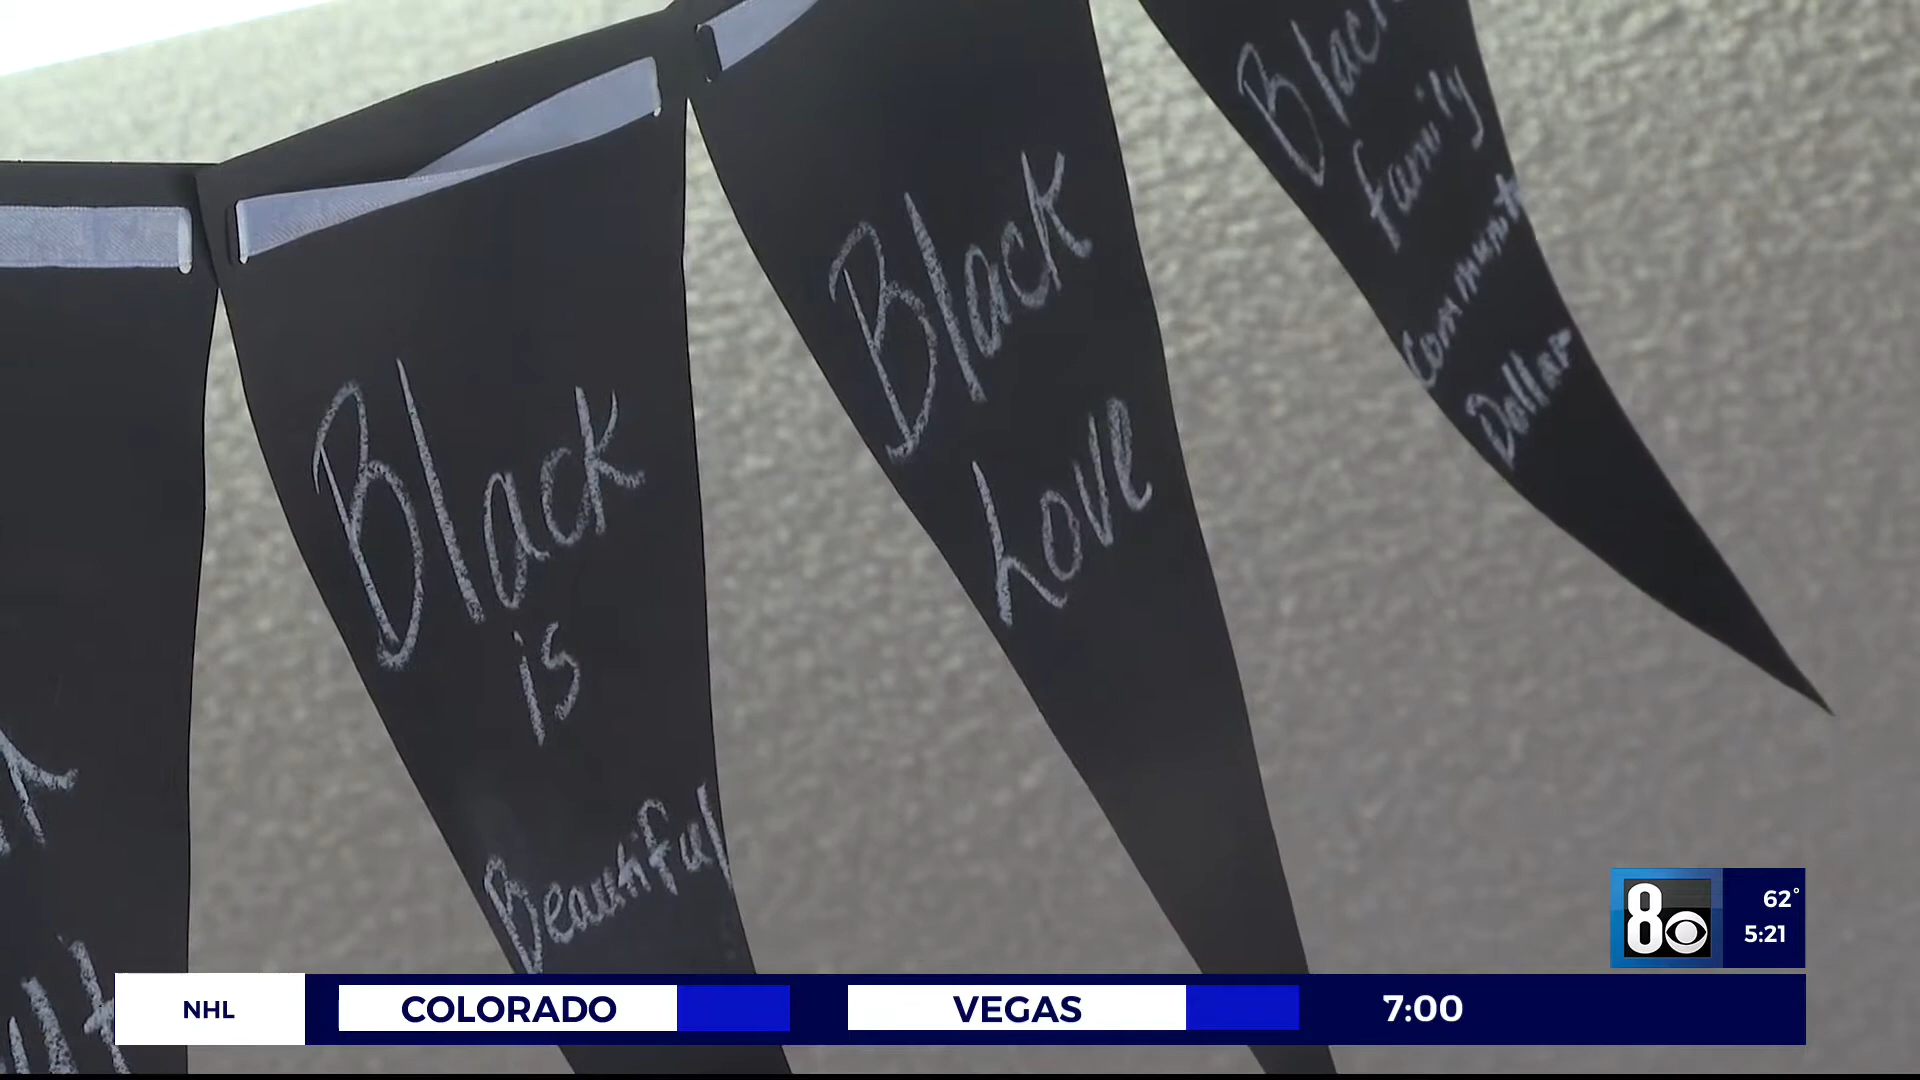 Black
is
Beautiful
Black
Love
Black
Family
Community
Dollar
8
62°
5:21
NHL COLORADO VEGAS 7:00